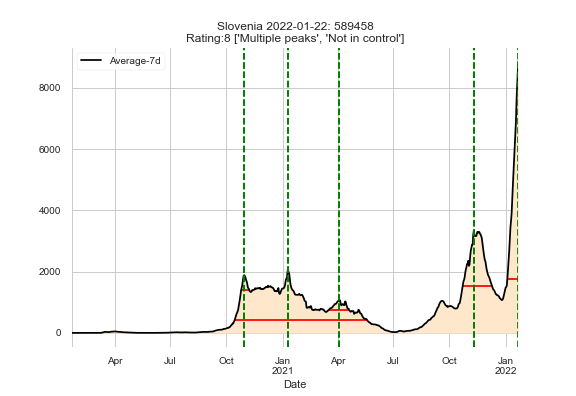 Slovenia 2022-01-22: 589458
Rating:8 ['Multiple peaks', 'Not in control']
Average-7d
8000
6000
4000
2000
0
Apr
Jul
Oct
Jan
2021
Apr
Jul
Oct
Jan
2022
Date